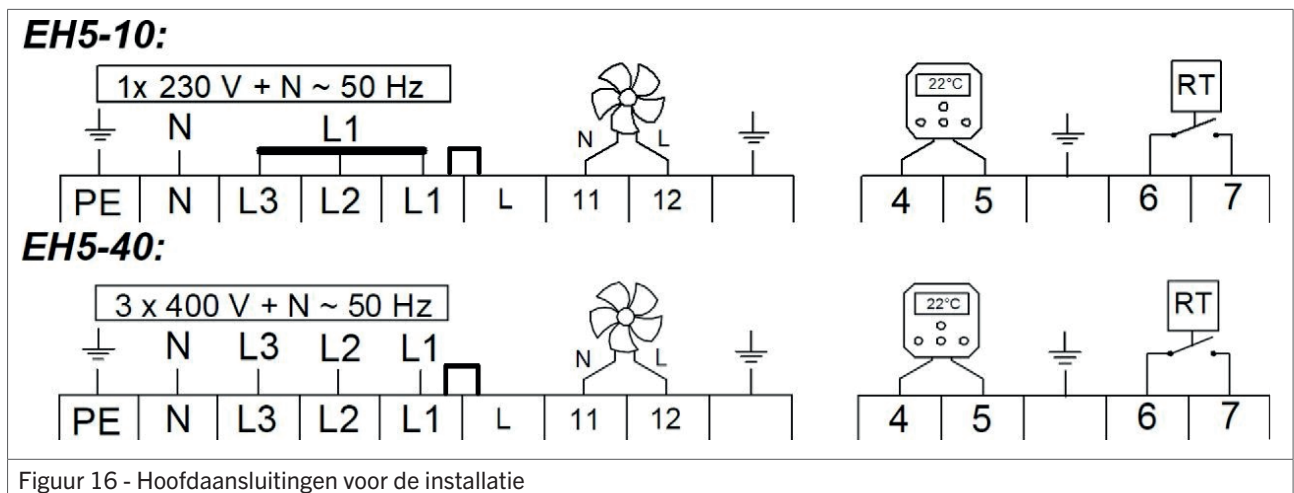 EH5-10:
1x 230 V + N ~ 50 Hz
N L1
N L
22°C
RT
PE N L3 L2 L1 L 11 12 4 5 6 7
EH5-40:
3 x 400 V + N ~ 50 Hz
N L3 L2 L1
N L
22°C
RT
PE N L3 L2 L1 L 11 12 4 5 6 7
Figuur 16 - Hoofdaansluitingen voor de installatie